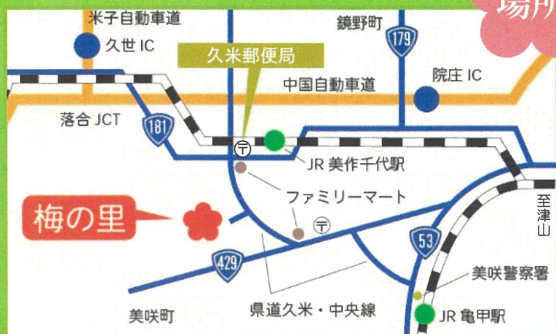 場所
米子自動車道
久世 IC
鏡野町
179
久米郵便局
中国自動車道
院庄 IC
落合 JCT
181
〒
JR 美作千代駅
ファミリーマート
梅の里
〒
至津山
53
429
美咲警察署
美咲町
県道久米・中央線
JR 亀甲駅